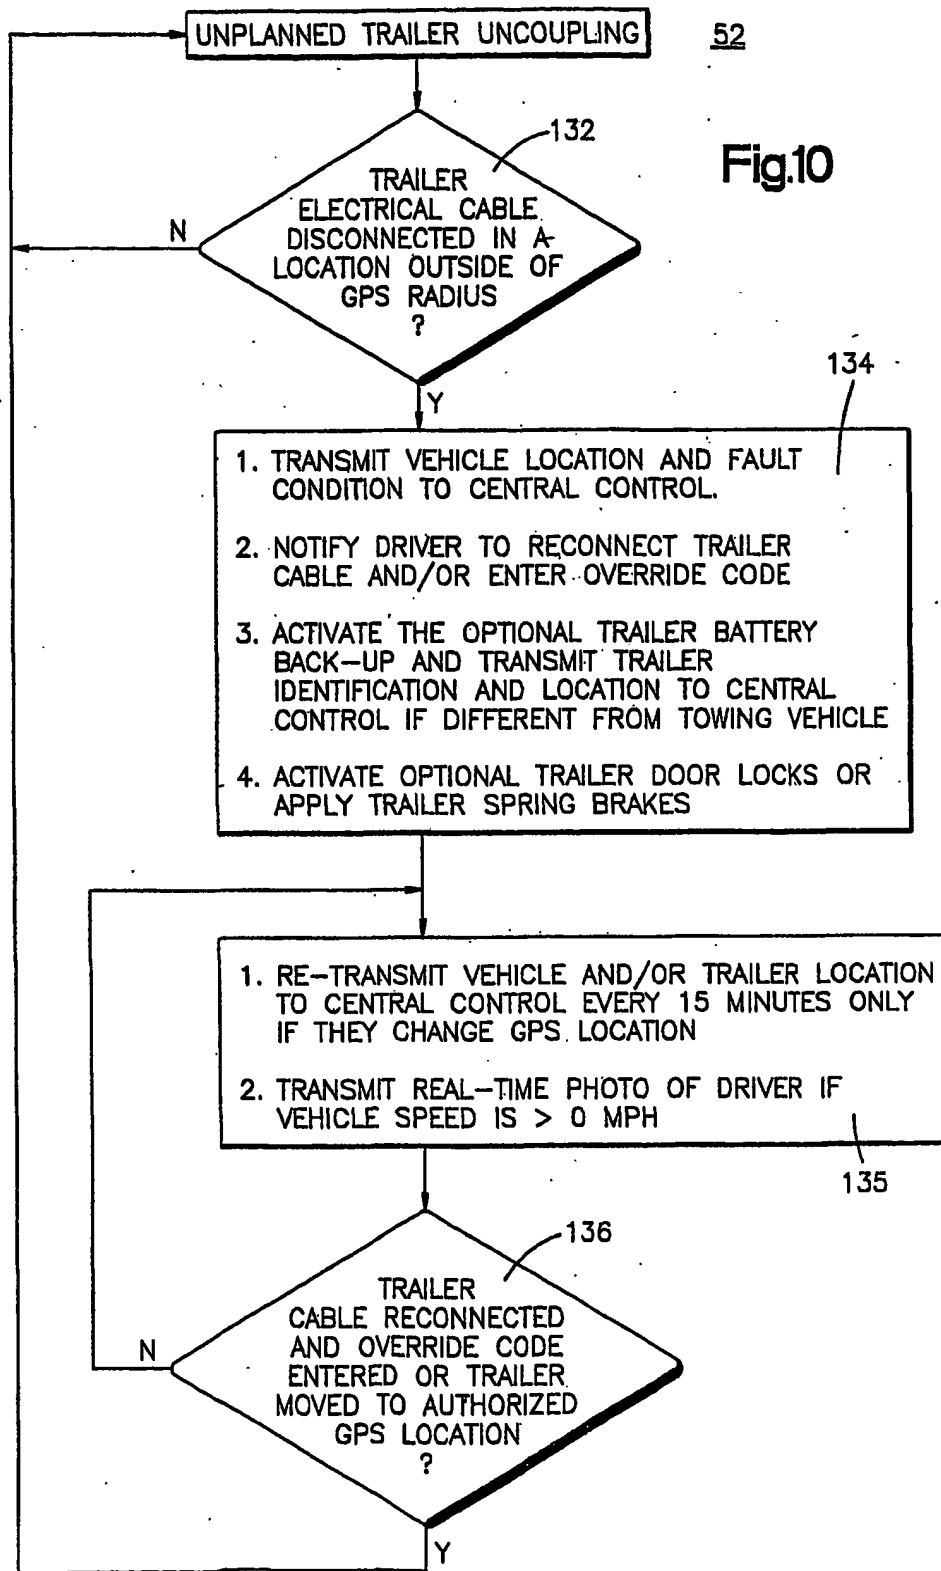 UNPLANNED TRAILER UNCOUPLING
52
Fig.10
132
TRAILER
ELECTRICAL CABLE
DISCONNECTED IN A
LOCATION OUTSIDE OF
GPS RADIUS
?
N
Y
134
1. TRANSMIT VEHICLE LOCATION AND FAULT
CONDITION TO CENTRAL CONTROL.
2. NOTIFY DRIVER TO RECONNECT TRAILER
CABLE AND/OR ENTER OVERRIDE CODE
3. ACTIVATE THE OPTIONAL TRAILER BATTERY
BACK-UP AND TRANSMIT TRAILER
IDENTIFICATION AND LOCATION TO CENTRAL
CONTROL IF DIFFERENT FROM TOWING VEHICLE
4. ACTIVATE OPTIONAL TRAILER DOOR LOCKS OR
APPLY TRAILER SPRING BRAKES
1. RE-TRANSMIT VEHICLE AND/OR TRAILER LOCATION
TO CENTRAL CONTROL EVERY 15 MINUTES ONLY
IF THEY CHANGE GPS LOCATION
2. TRANSMIT REAL-TIME PHOTO OF DRIVER IF
VEHICLE SPEED IS > 0 MPH
135
136
TRAILER
CABLE RECONNECTED
AND OVERRIDE CODE
ENTERED OR TRAILER
MOVED TO AUTHORIZED
GPS LOCATION
?
N
Y